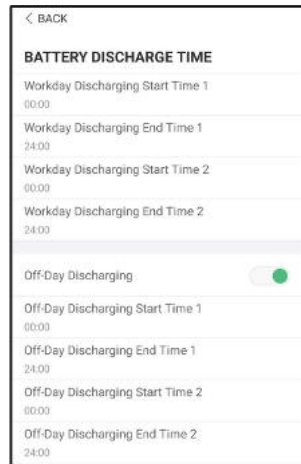 < BACK
BATTERY DISCHARGE TIME
Workday Discharging Start Time 1
00:00
Workday Discharging End Time 1
24:00
Workday Discharging Start Time 2
00:00
Workday Discharging End Time 2
24:00
Off-Day Discharging
Off-Day Discharging Start Time 1
00:00
Off-Day Discharging End Time 1
24:00
Off-Day Discharging Start Time 2
00:00
Off-Day Discharging End Time 2
24:00